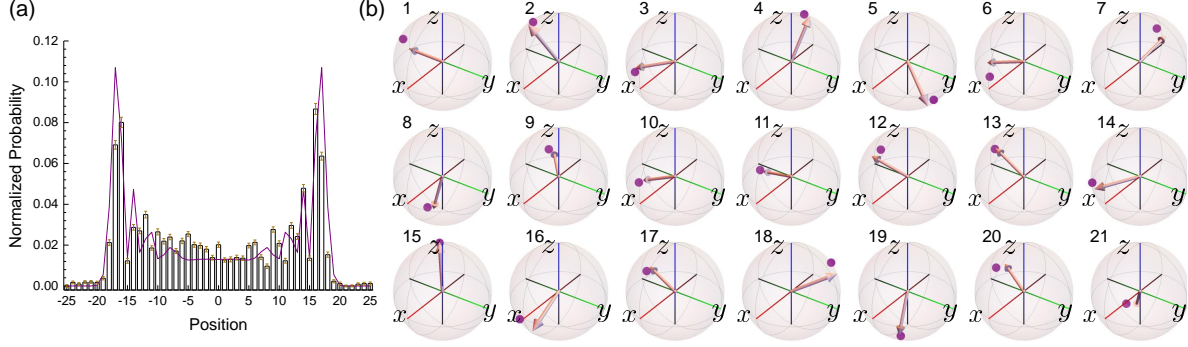 (a)
Normalized Probability
0.12
0.10
0.08
0.06
0.04
0.02
0.00
-25 -20 -15 -10 -5 0 5 10 15 20 25
Position
(b)
1 z x y
2 z x y
3 z x y
4 z x y
5 z x y
6 z x y
7 z x y
8 z x y
9 z x y
10 z x y
11 z x y
12 z x y
13 z x y
14 z x y
15 z x y
16 z x y
17 z x y
18 z x y
19 z x y
20 z x y
21 z x y